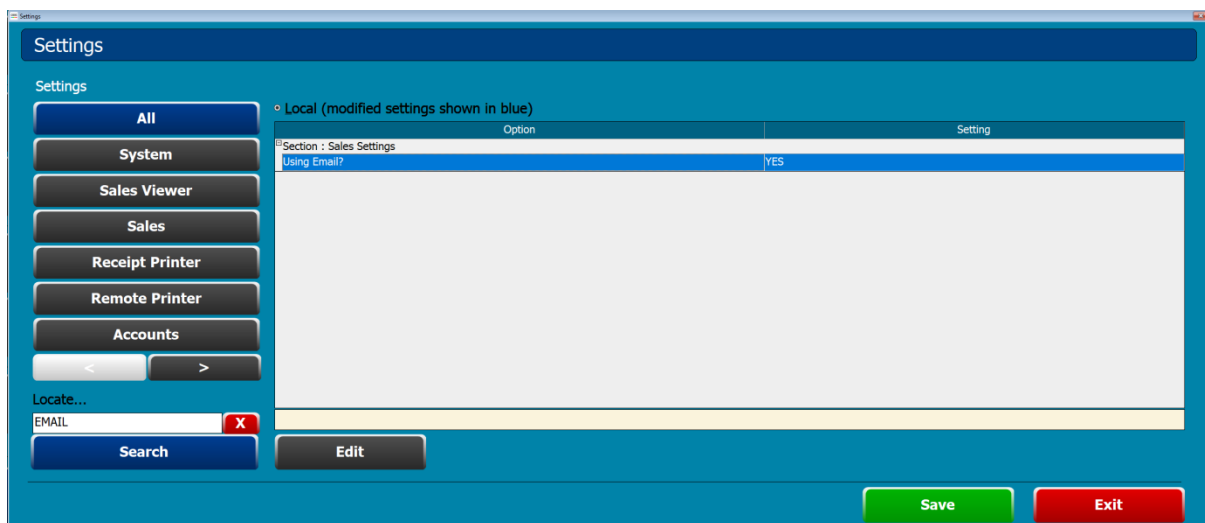 Settings
Settings
Settings
All
System
Sales Viewer
Sales
Receipt Printer
Remote Printer
Accounts
< >
Locate...
EMAIL X
Search
Local (modified settings shown in blue)
Option Setting
Section : Sales Settings
Using Email? YES
Edit
Save Exit